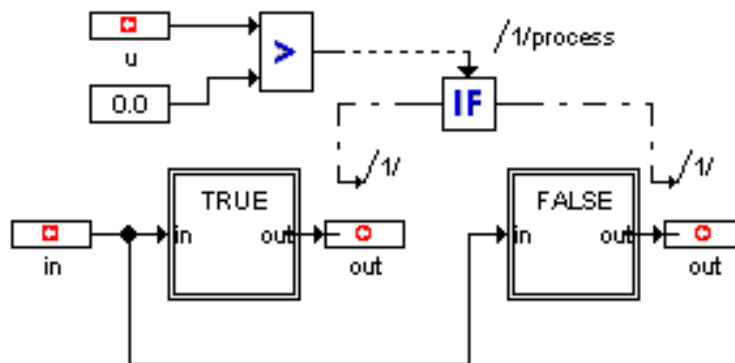 /1/process
u
>
0.0
IF
/1/
/1/
TRUE
FALSE
in
out
in
out
in
out
out